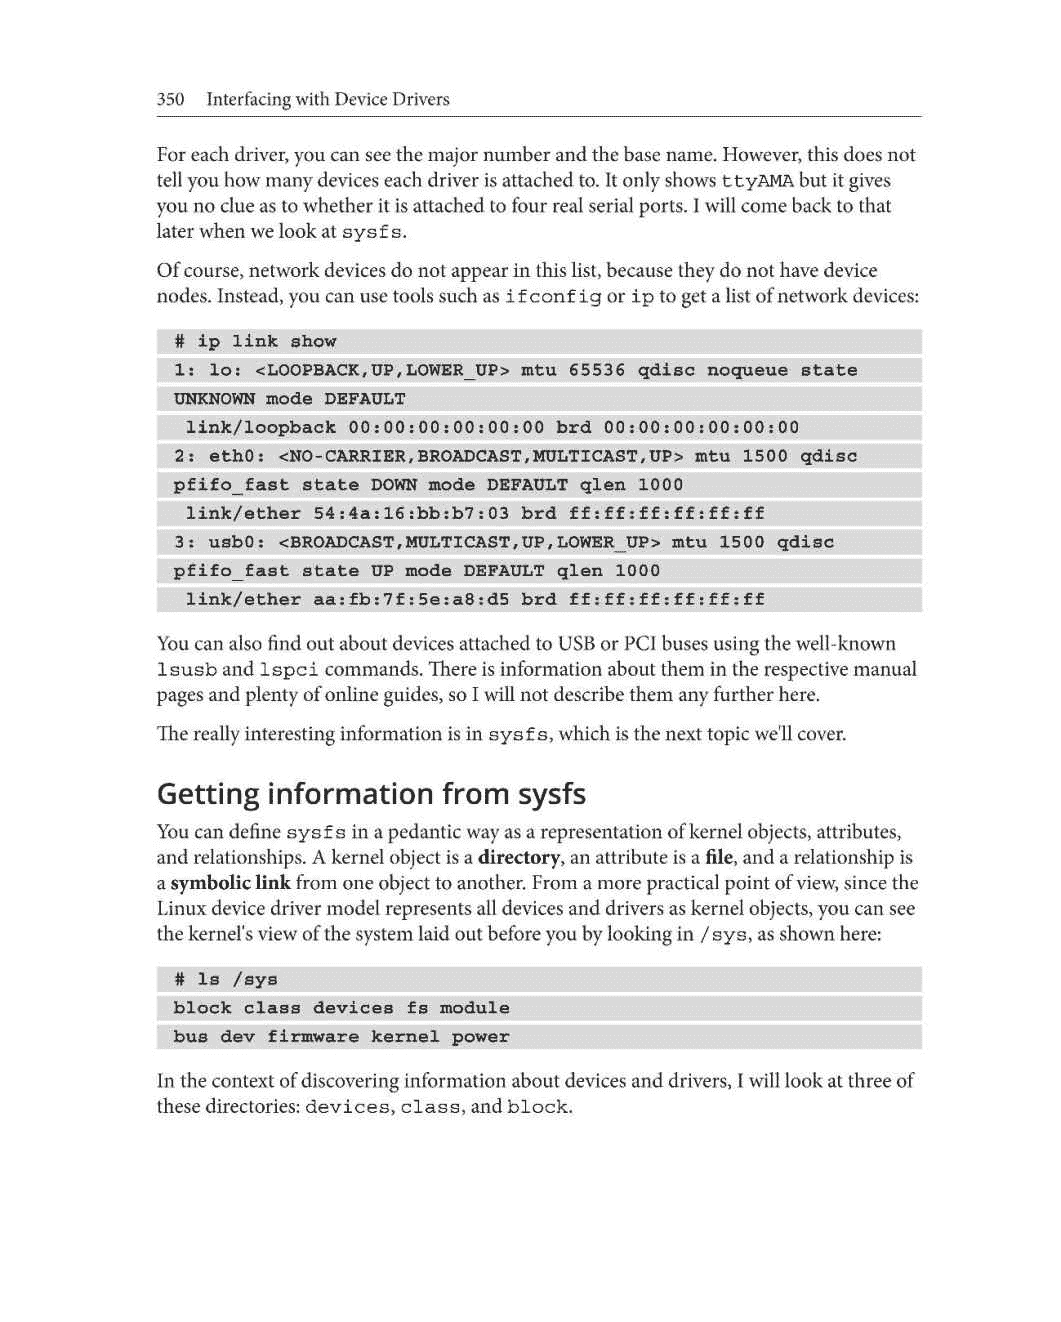 350 Interfacing with Device Drivers
For each driver, you can see the major number and the base name. However, this does not
tell you how many devices each driver is attached to. It only shows ttyAMA but it gives
you no clue as to whether it is attached to four real serial ports. I will come back to that
later when we look at sysfs.
Of course, network devices do not appear in this list, because they do not have device
nodes. Instead, you can use tools such as ifconfig or ip to get a list of network devices:
# ip link show
1: lo: <LOOPBACK,UP,LOWER_UP> mtu 65536 qdisc noqueue state
UNKNOWN mode DEFAULT
link/loopback 00:00:00:00:00:00 brd 00:00:00:00:00:00
2: eth0: <NO-CARRIER,BROADCAST,MULTICAST,UP> mtu 1500 qdisc
pfifo_fast state DOWN mode DEFAULT qlen 1000
link/ether 54:4a:16:bb:b7:03 brd ff:ff:ff:ff:ff:ff
3: usb0: <BROADCAST,MULTICAST,UP,LOWER_UP> mtu 1500 qdisc
pfifo_fast state UP mode DEFAULT qlen 1000
link/ether aa:fb:7f:5e:a8:d5 brd ff:ff:ff:ff:ff:ff
You can also find out about devices attached to USB or PCI buses using the well-known
lsusb and lspci commands. There is information about them in the respective manual
pages and plenty of online guides, so I will not describe them any further here.
The really interesting information is in sysfs, which is the next topic we'll cover.
Getting information from sysfs
You can define sysfs in a pedantic way as a representation of kernel objects, attributes,
and relationships. A kernel object is a directory, an attribute is a file, and a relationship is
a symbolic link from one object to another. From a more practical point of view, since the
Linux device driver model represents all devices and drivers as kernel objects, you can see
the kernel's view of the system laid out before you by looking in /sys, as shown here:
# ls /sys
block class devices fs module
bus dev firmware kernel power
In the context of discovering information about devices and drivers, I will look at three of
these directories: devices, class, and block.